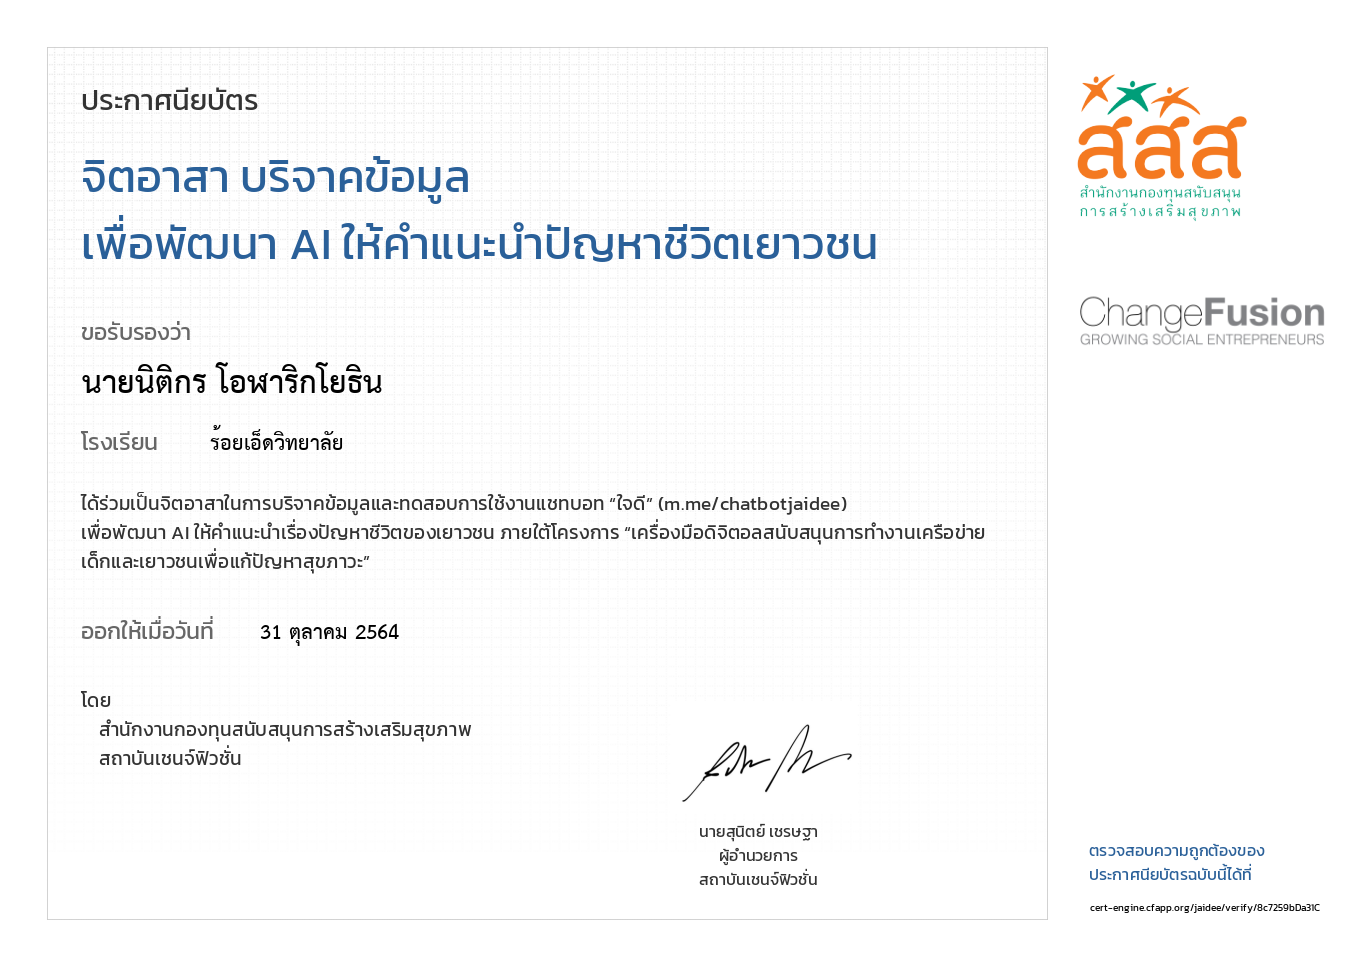 ประกาศนียบัตร
จิตอาสา บริจาคข้อมูล
เพื่อพัฒนา AI ให้คำแนะนำปัญหาชีวิตเยาวชน
ขอรับรองว่า
นายนิติกร โอฬาริกโยธิน
โรงเรียน ร้อยเอ็ดวิทยาลัย
ได้ร่วมเป็นจิตอาสาในการบริจาคข้อมูลและทดสอบการใช้งานแชทบอท “ใจดี” (m.me/chatbotjaidee)
เพื่อพัฒนา AI ให้คำแนะนำเรื่องปัญหาชีวิตของเยาวชน ภายใต้โครงการ “เครื่องมือดิจิตอลสนับสนุนการทำงานเครือข่าย
เด็กและเยาวชนเพื่อแก้ปัญหาสุขภาวะ”
ออกให้เมื่อวันที่ 31 ตุลาคม 2564
โดย
สำนักงานกองทุนสนับสนุนการสร้างเสริมสุขภาพ
สถาบันเชนจ์ฟิวชั่น
นายสุนิตย์ เชรษฐา
ผู้อำนวยการ
สถาบันเชนจ์ฟิวชั่น
สสส
สำนักงานกองทุนสนับสนุน
การสร้างเสริมสุขภาพ
ChangeFusion
GROWING SOCIAL ENTREPRENEURS
ตรวจสอบความถูกต้องของ
ประกาศนียบัตรฉบับนี้ได้ที่
cert-engine.cfapp.org/jaidee/verify/8c7259bDa31C